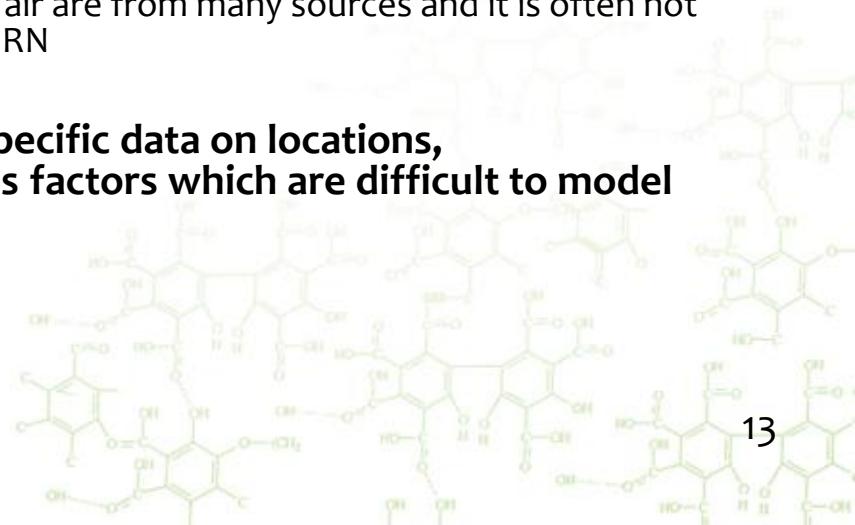 air are from many sources and it is often not
RN
pecific data on locations,
s factors which are difficult to model
13